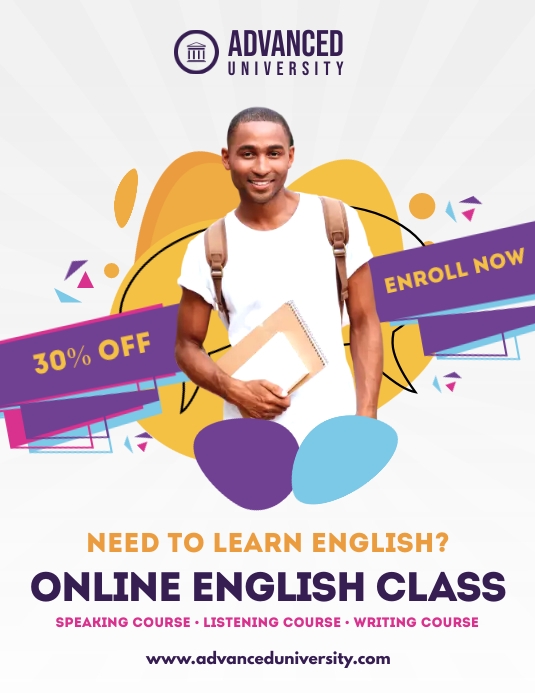 ADVANCED
UNIVERSITY
ENROLL NOW
30% OFF
NEED TO LEARN ENGLISH?
ONLINE ENGLISH CLASS
SPEAKING COURSE • LISTENING COURSE • WRITING COURSE
www.advanceduniversity.com